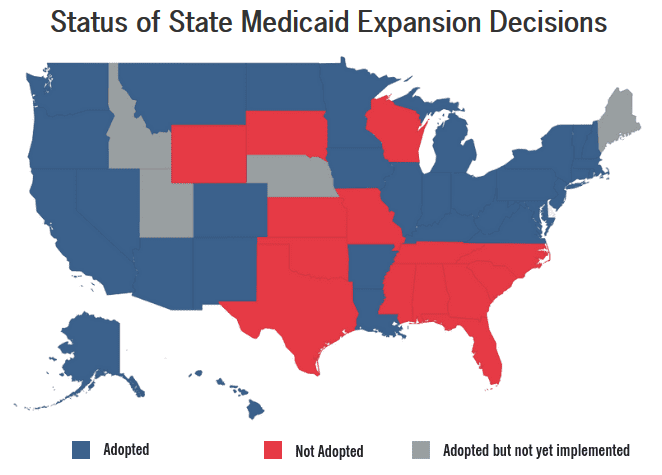 Status of State Medicaid Expansion Decisions
Adopted
Not Adopted
Adopted but not yet implemented